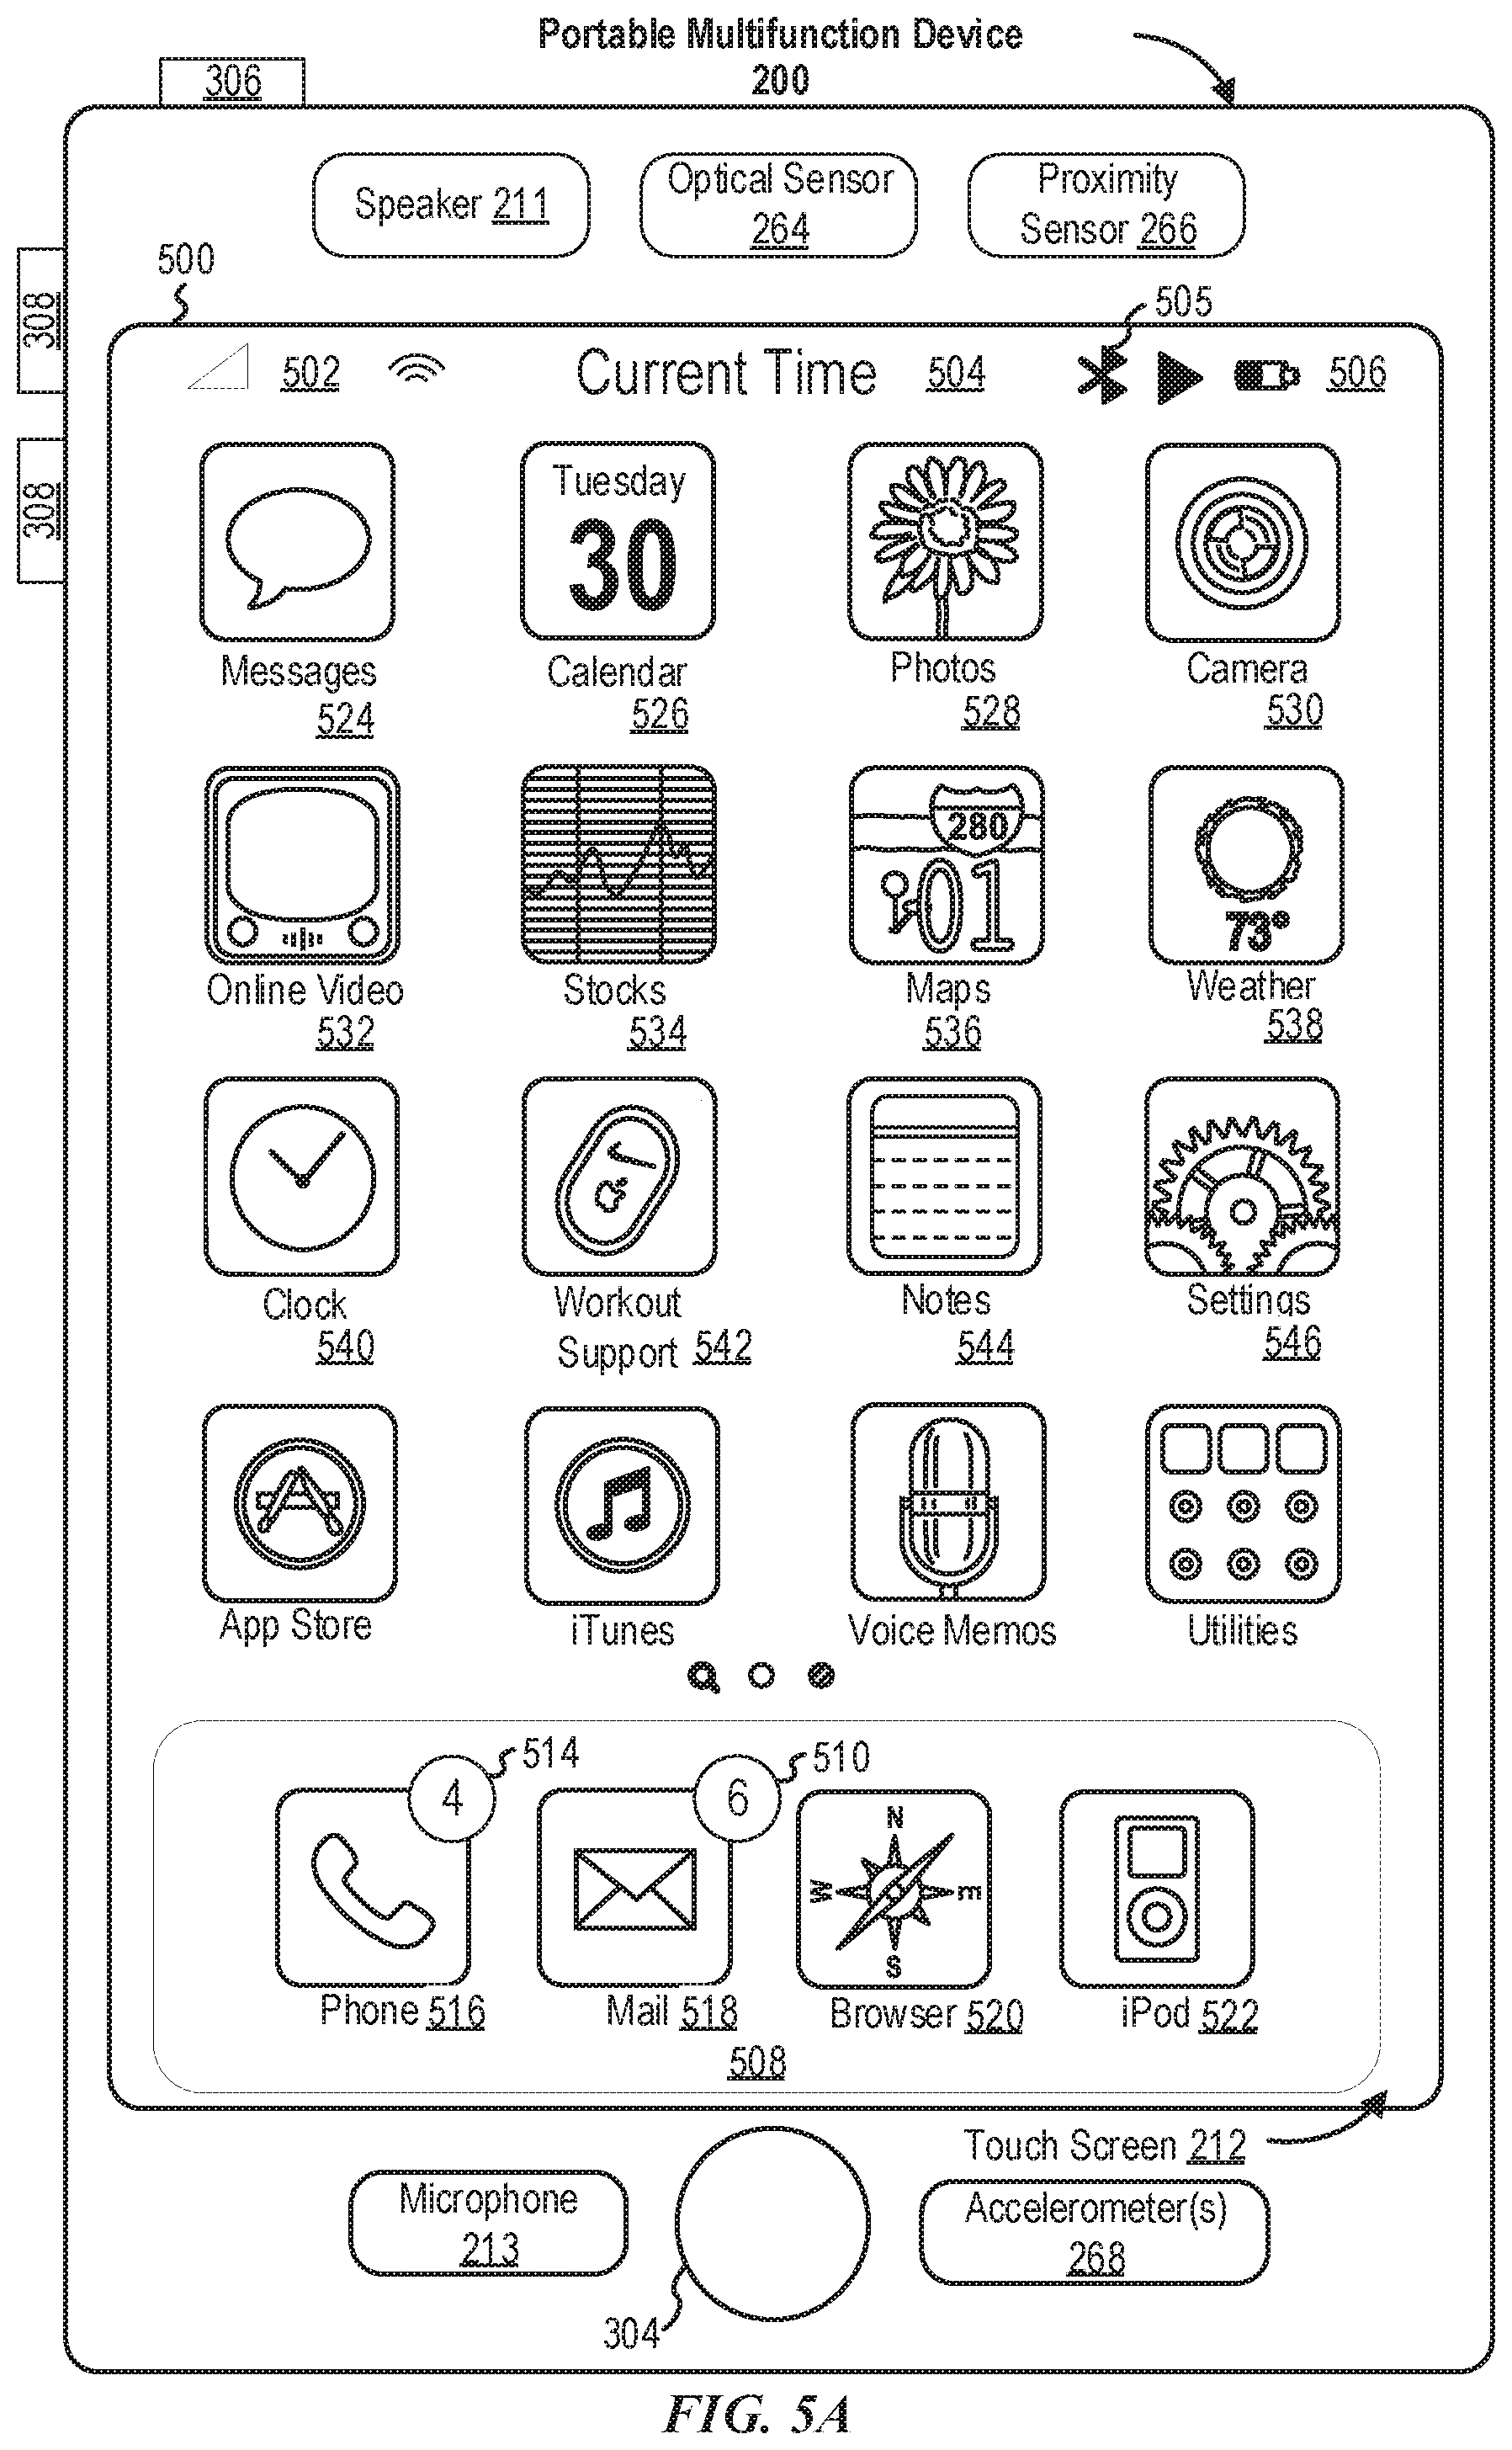 Portable Multifunction Device
200
306
Speaker 211
Optical Sensor
264
Proximity
Sensor 266
308
308
500
505
502
Current Time 504
506
Tuesday
30
Messages
524
Calendar
526
Photos
528
Camera
530
280
01
73°
Online Video
532
Stocks
534
Maps
536
Weather
538
Clock
540
Workout
Support 542
Notes
544
Settings
546
App Store
iTunes
Voice Memos
Utilities
4
514
6
510
N
W
m
S
Phone 516
Mail 518
Browser 520
iPod 522
508
Touch Screen 212
Microphone
213
Accelerometer(s)
268
304
FIG. 5A